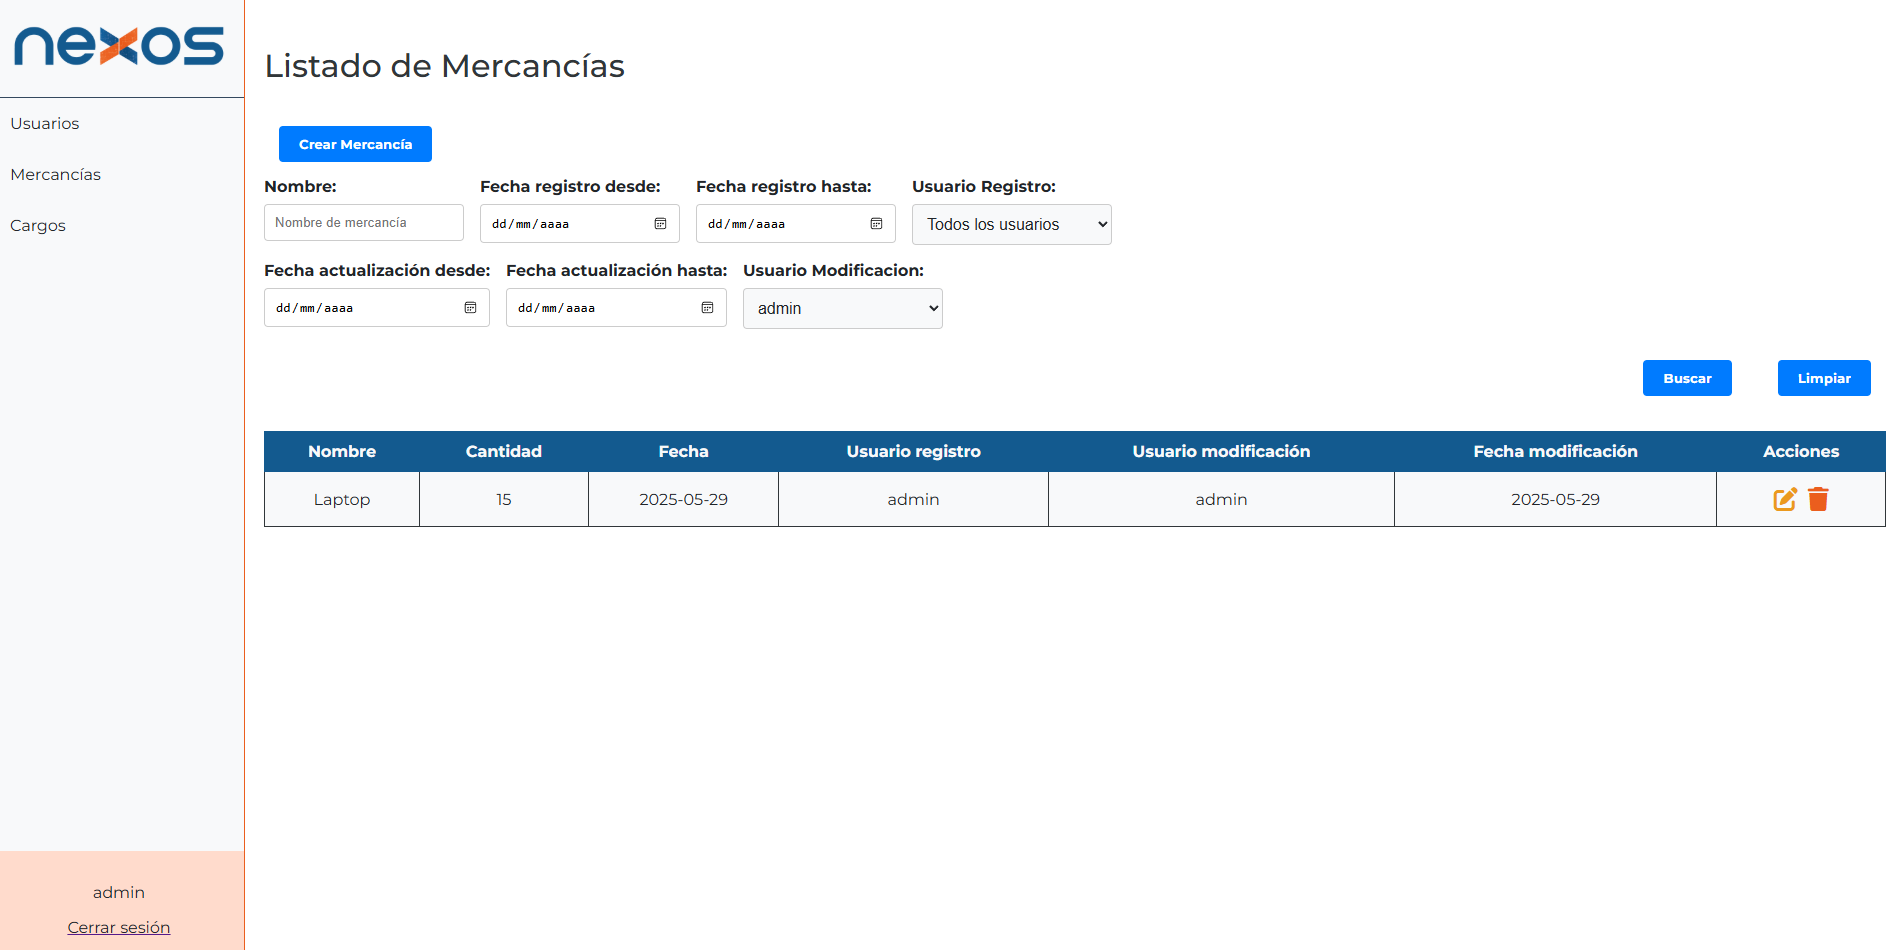 nexos
Usuarios
Mercancías
Cargos
admin
Cerrar sesión
Listado de Mercancías
Crear Mercancía
Nombre: Fecha registro desde: Fecha registro hasta: Usuario Registro:
Nombre de mercancía dd/mm/aaaa dd/mm/aaaa Todos los usuarios
Fecha actualización desde: Fecha actualización hasta: Usuario Modificacion:
dd/mm/aaaa dd/mm/aaaa admin
Buscar Limpiar
Nombre Cantidad Fecha Usuario registro Usuario modificación Fecha modificación Acciones
Laptop 15 2025-05-29 admin admin 2025-05-29